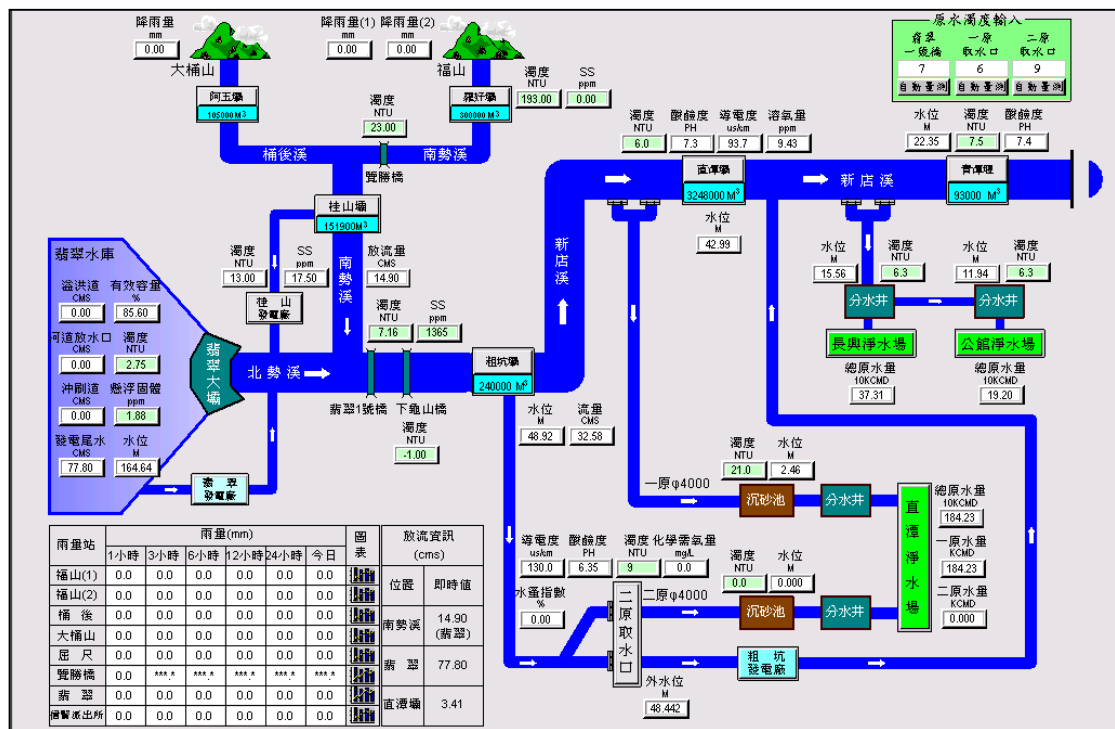 降雨量
mm
0.00
大桶山
降雨量(1) 降雨量(2)
mm mm
0.00 0.00
福山
原水濁度輸入
翡翠一號橋 一原取水口 二原取水口
7 6 9
自動量測 自動量測 自動量測
阿玉壩
105000M³
羅好壩
300000 M³
濁度 SS
NTU ppm
193.00 0.00
濁度
NTU
23.00
桶後溪
南勢溪
覽勝橋
桂山壩
151900M³
濁度 酸鹼度 導電度 溶氧量
NTU PH us/cm ppm
6.0 7.3 93.7 9.43
直潭壩
3248000 M³
水位
M
42.99
新店溪
水位 濁度 酸鹼度
M NTU PH
22.35 7.5 7.4
青潭堰
93000 M³
翡翠水庫
溢洪道 有效容量
CMS %
0.00 85.60
河道放水口 濁度
CMS NTU
0.00 2.75
沖刷道 懸浮固體
CMS ppm
0.00 1.88
發電尾水 水位
CMS M
77.80 164.64
翡翠大壩
濁度 SS
NTU ppm
13.00 17.50
桂山發電廠
南勢溪
放流量
CMS
14.90
濁度 SS
NTU ppm
7.16 1365
北勢溪
翡翠1號橋
下龜山橋
濁度
NTU
-1.00
翡翠發電廠
粗坑壩
240000 M³
水位 流量
M CMS
48.92 32.58
新店溪
水位 濁度
M NTU
15.56 6.3
水位 濁度
M NTU
11.94 6.3
分水井
分水井
長興淨水場
公館淨水場
總原水量
10KCMD
37.31
總原水量
10KCMD
19.20
濁度 水位
NTU M
21.0 2.46
一原φ4000
沉砂池
分水井
直潭淨水場
總原水量
10KCMD
184.23
一原水量
KCMD
184.23
二原水量
KCMD
0.000
導電度 酸鹼度 濁度 化學需氧量
us/cm PH NTU mg/L
130.0 6.35 9 0.0
水蚤指數
%
0.00
濁度 水位
NTU M
0.0 0.000
二原φ4000
沉砂池
分水井
二原取水口
粗坑發電廠
外水位
M
48.442
雨量站 雨量(mm) 圖表
1小時 3小時 6小時 12小時 24小時 今日
福山(1) 0.0 0.0 0.0 0.0 0.0 0.0
福山(2) 0.0 0.0 0.0 0.0 0.0 0.0
桶後 0.0 0.0 0.0 0.0 0.0 0.0
大桶山 0.0 0.0 0.0 0.0 0.0 0.0
屈尺 0.0 0.0 0.0 0.0 0.0 0.0
覽勝橋 0.0 ***.* ***.* ***.* ***.* ***.*
翡翠 0.0 0.0 0.0 0.0 0.0 0.0
信賢派出所 0.0 0.0 0.0 0.0 0.0 0.0
放流資訊
(cms)
位置 即時値
南勢溪 14.90
(翡翠)
翡翠 77.80
直潭壩 3.41